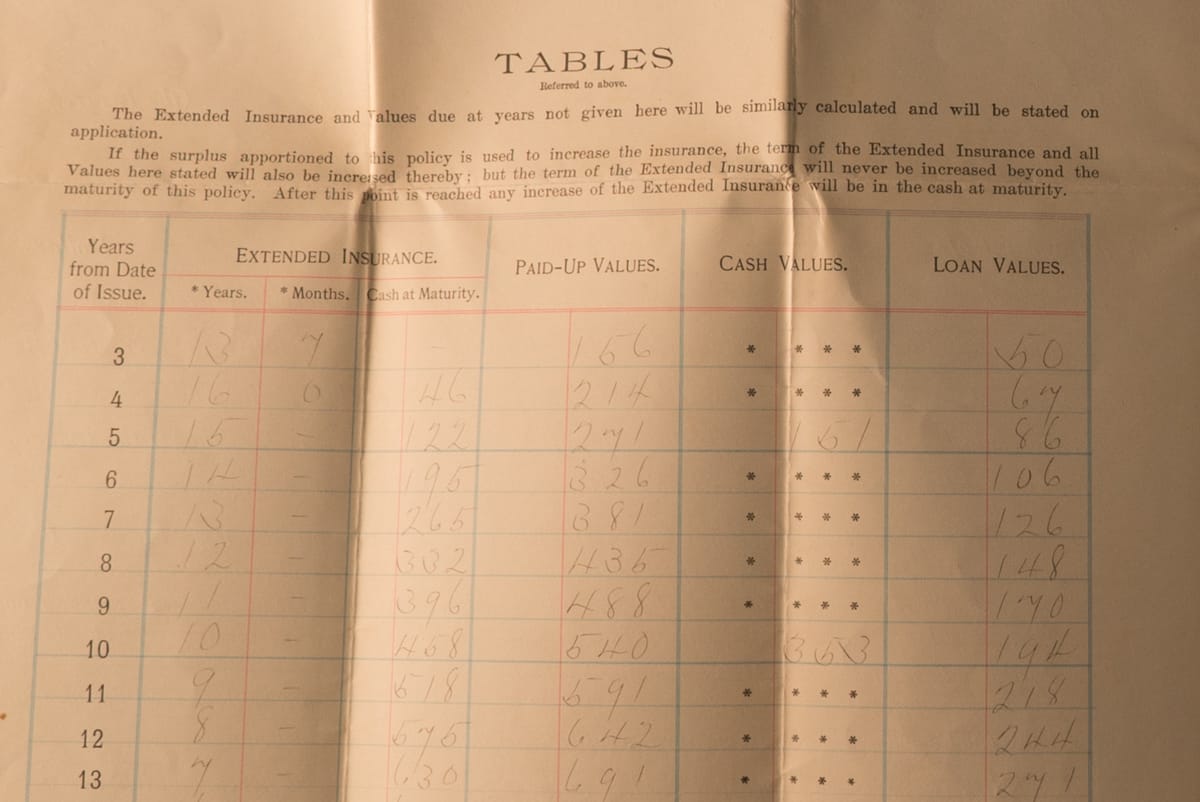 TABLES
Referred to above.
The Extended Insurance and Values due at years not given here will be similarly calculated and will be stated on
application.
If the surplus apportioned to this policy is used to increase the insurance, the term of the Extended Insurance and all
Values here stated will also be increased thereby; but the term of the Extended Insurance will never be increased beyond the
maturity of this policy. After this point is reached any increase of the Extended Insurance will be in the cash at maturity.
Years from Date of Issue. EXTENDED INSURANCE. PAID-UP VALUES. CASH VALUES. LOAN VALUES.
* Years. * Months. Cash at Maturity.
3 13 7 - 156 * * * * 50
4 16 0 46 214 * * * * 67
5 15 - 122 271 151 86
6 14 - 195 326 * * * * 106
7 13 - 265 381 * * * * 126
8 12 - 332 435 * * * * 148
9 11 - 396 488 * * * * 170
10 10 - 458 540 353 194
11 9 - 518 591 * * * * 218
12 8 - 575 642 * * * * 244
13 7 - 630 691 * * * * 271